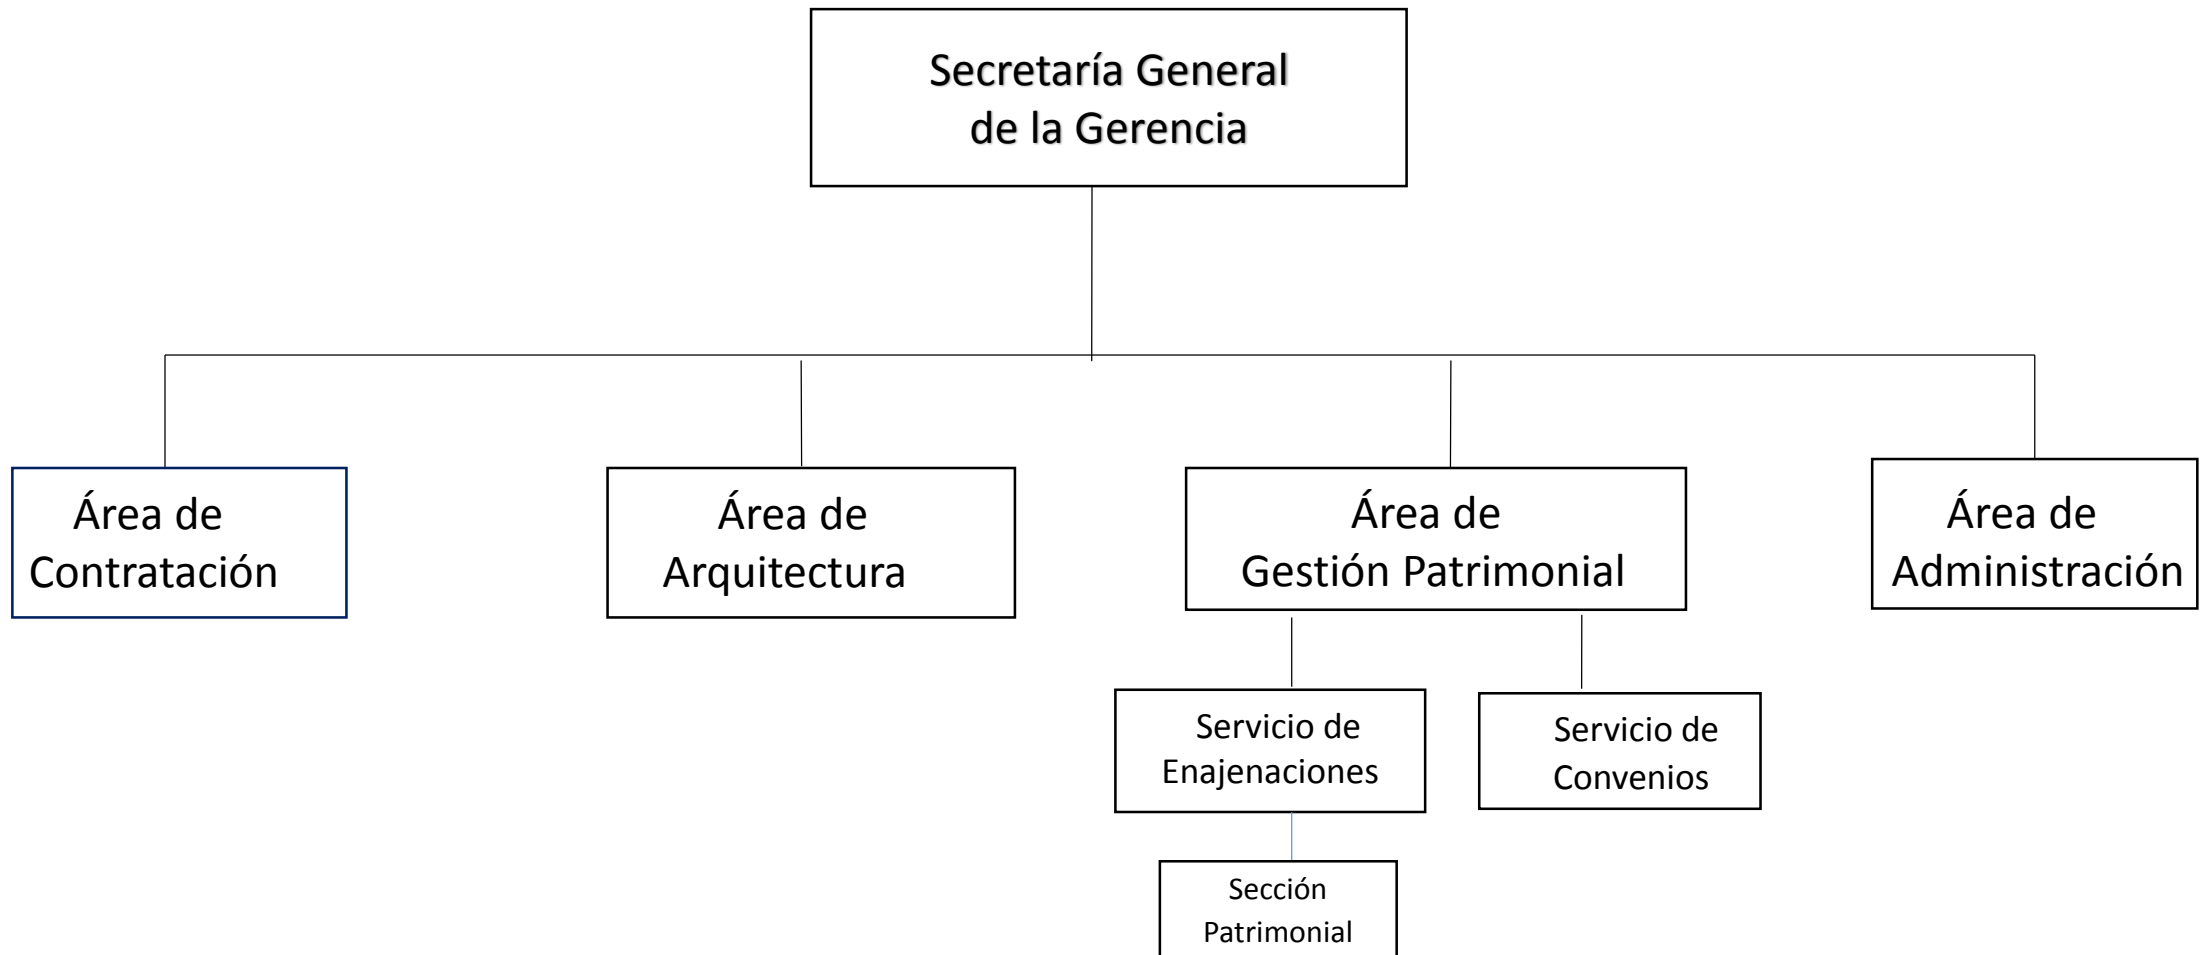 Secretaría General
de la Gerencia
Área de
Contratación
Área de
Arquitectura
Área de
Gestión Patrimonial
Área de
Administración
Servicio de
Enajenaciones
Servicio de
Convenios
Sección
Patrimonial